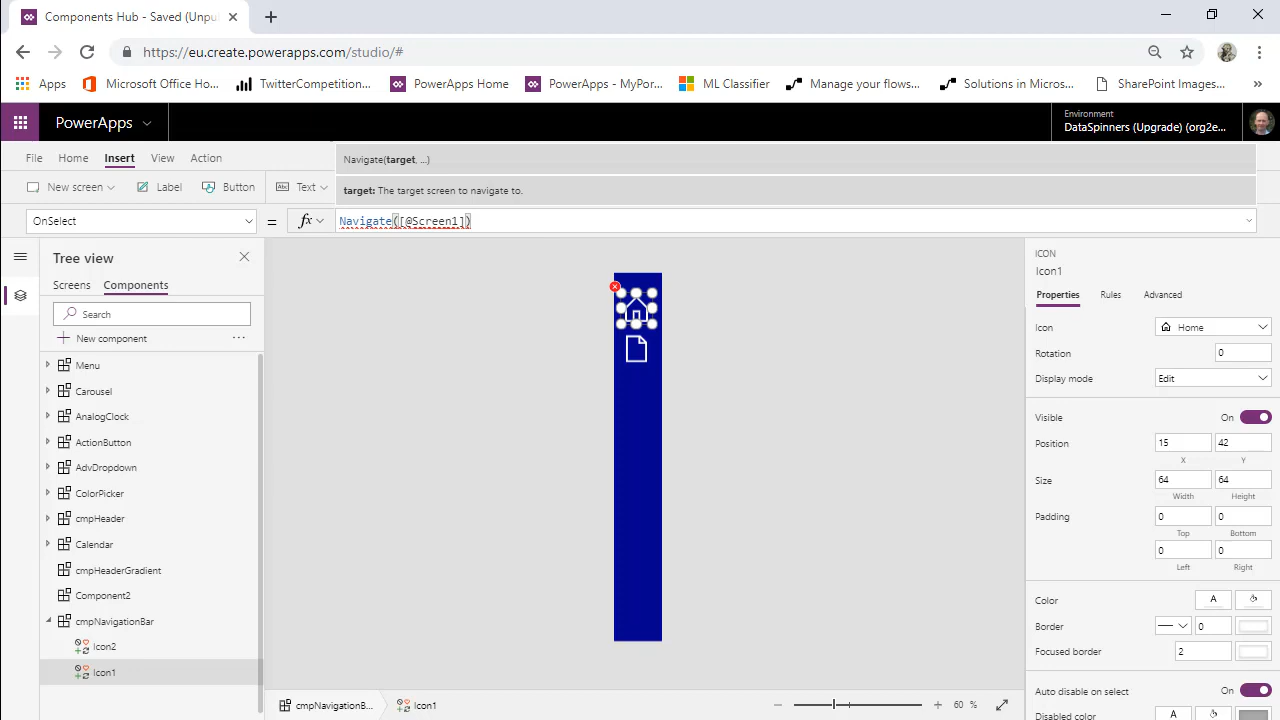 Components Hub - Saved (Unpu
https://eu.create.powerapps.com/studio/#
Apps
Microsoft Office Ho...
TwitterCompetition...
PowerApps Home
PowerApps - MyPor...
ML Classifier
Manage your flows...
Solutions in Micros...
SharePoint Images...
PowerApps
Environment
DataSpinners (Upgrade) (org2e...
File
Home
Insert
View
Action
Navigate(target, ...)
New screen
Label
Button
Abc
Text
target: The target screen to navigate to.
OnSelect
=
fx
Navigate([@Screen1])
Tree view
Screens
Components
Search
New component
Menu
Carousel
AnalogClock
ActionButton
AdvDropdown
ColorPicker
cmpHeader
Calendar
cmpHeaderGradient
Component2
cmpNavigationBar
Icon2
Icon1
ICON
Icon1
Properties
Rules
Advanced
Icon
Home
Rotation
0
Display mode
Edit
Visible
On
Position
15
42
X
Y
Size
64
64
Width
Height
Padding
0
0
Top
Bottom
0
0
Left
Right
Color
A
Border
0
Focused border
2
Auto disable on select
On
Disabled color
A
cmpNavigationB...
Icon1
60 %